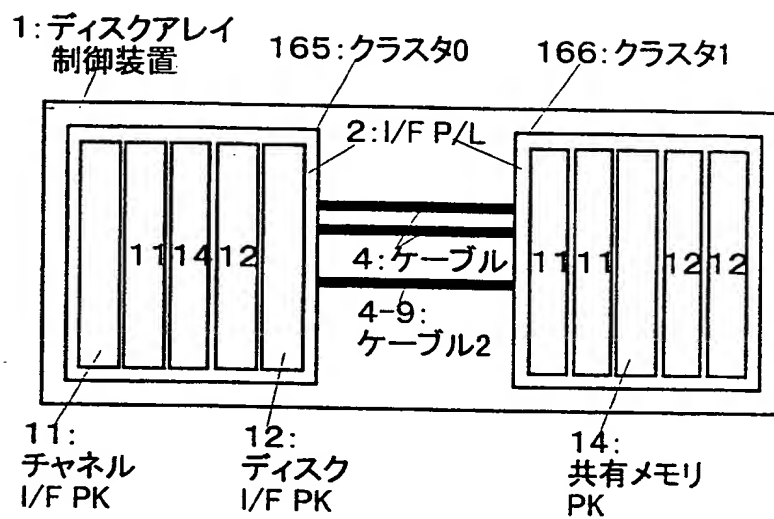 1:ディスクアレイ
制御装置
165:クラスタ0
166:クラスタ1
2:I/F P/L
11 14 12
4:ケーブル
11 11 12 12
4-9:
ケーブル2
11:
チャネル
I/F PK
12:
ディスク
I/F PK
14:
共有メモリ
PK